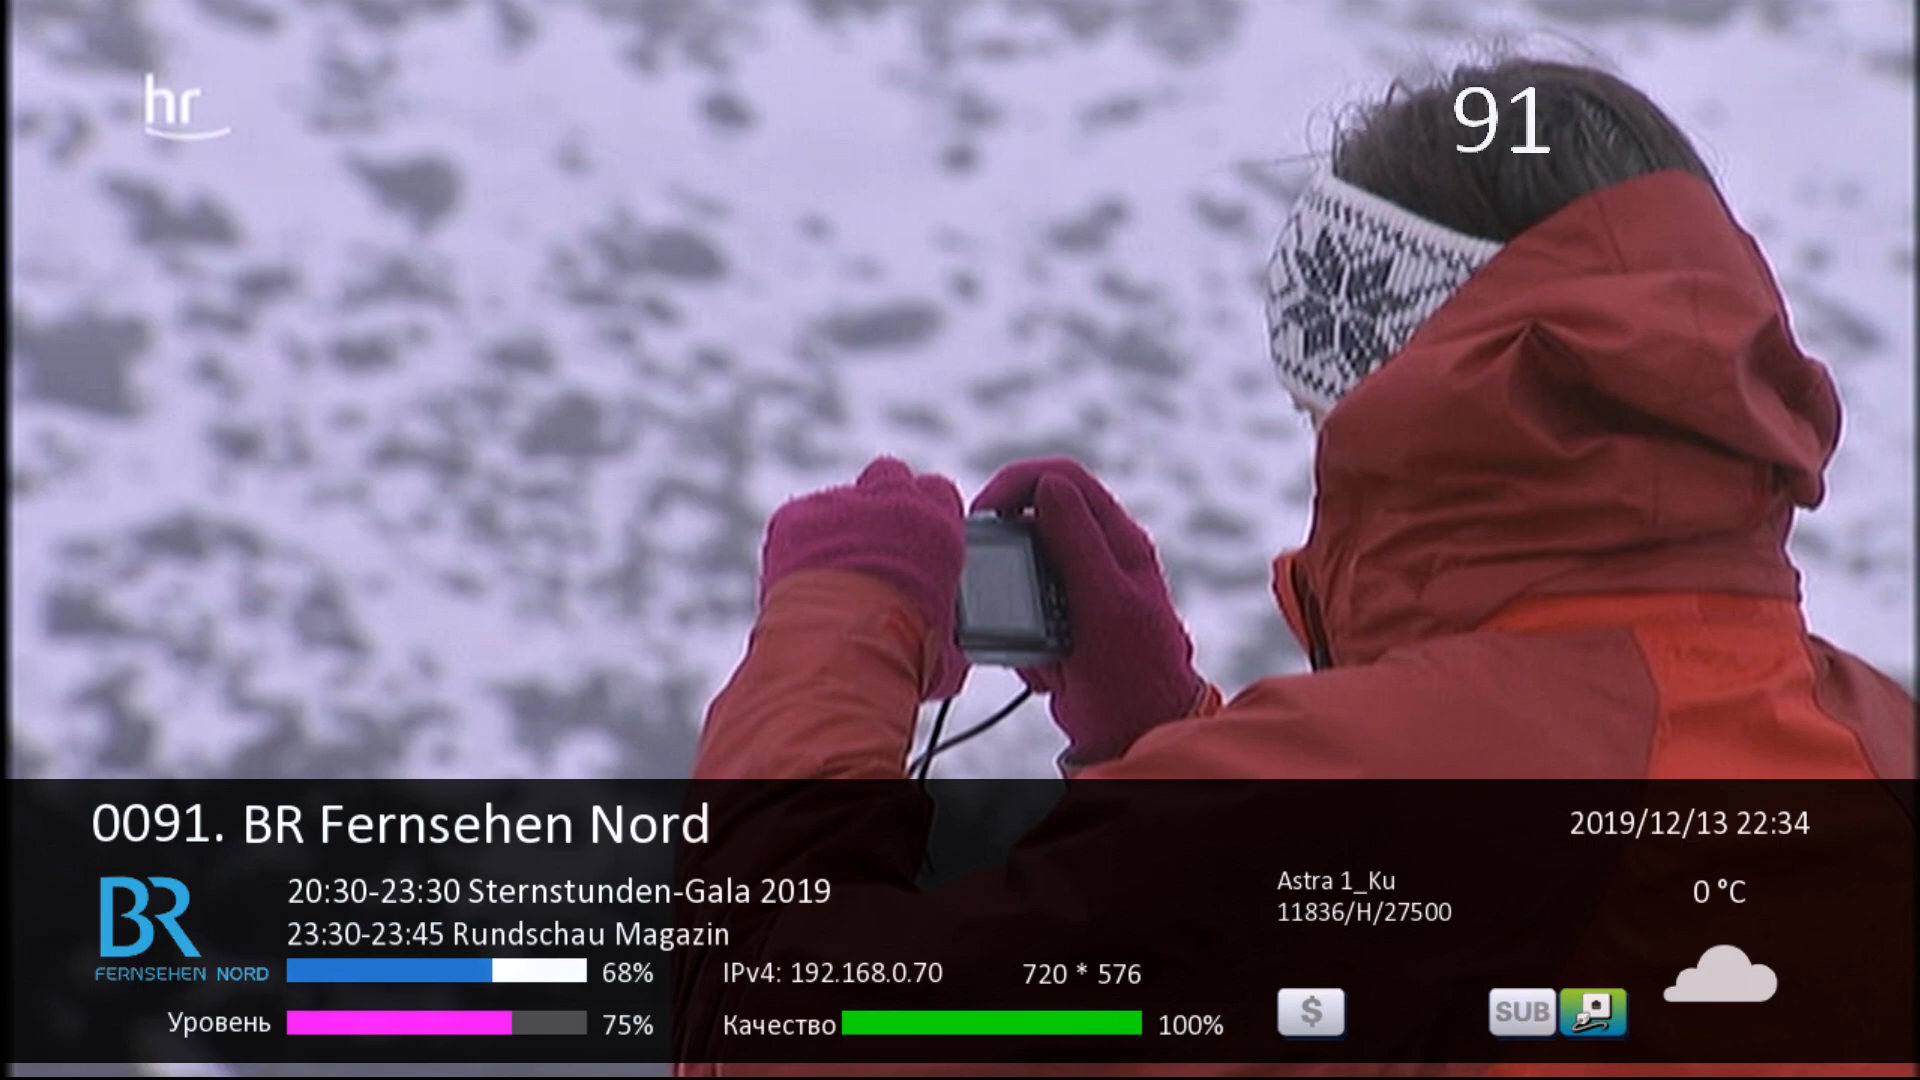 hr
91
0091. BR Fernsehen Nord
2019/12/13 22:34
BR
FERNSEHEN NORD
20:30-23:30 Sternstunden-Gala 2019
23:30-23:45 Rundschau Magazin
68%
IPv4: 192.168.0.70
720 * 576
Astra 1_Ku
11836/H/27500
0 °C
Уровень
75%
Качество
100%
$
SUB